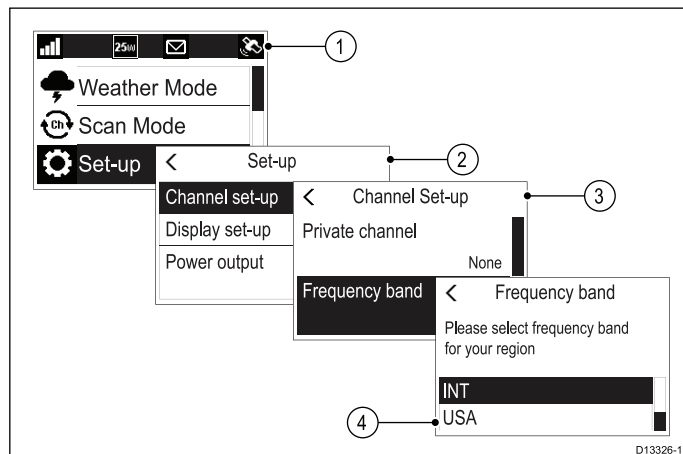 25W
1
Weather Mode
Ch
Scan Mode
Set-up
< Set-up
2
Channel set-up
Display set-up
Power output
< Channel Set-up
3
Private channel
None
Frequency band
< Frequency band
Please select frequency band
for your region
INT
USA
4
D13326-1